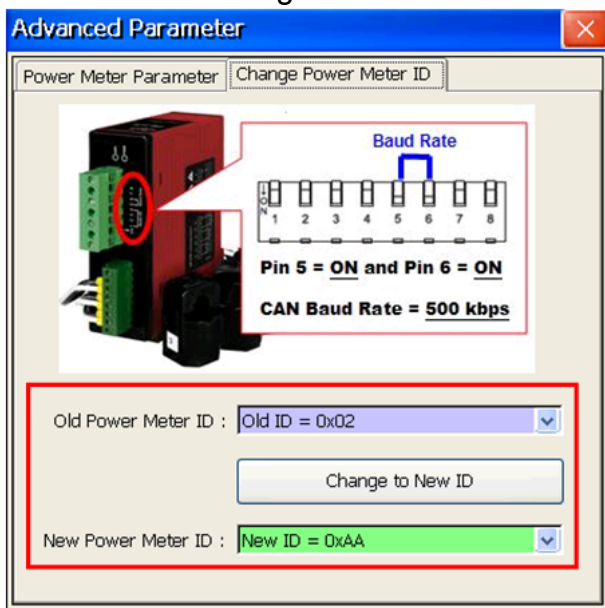 Advanced Parameter
Power Meter Parameter
Change Power Meter ID
Baud Rate
ON
1 2 3 4 5 6 7 8
Pin 5 = ON and Pin 6 = ON
CAN Baud Rate = 500 kbps
Old Power Meter ID :
Old ID = 0x02
Change to New ID
New Power Meter ID :
New ID = 0xAA